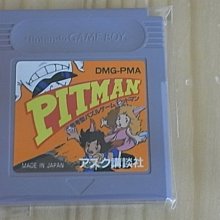 Nintendo GAME BOY
DMG-PMA
PITMAN
MADE IN JAPAN
アスク講談社